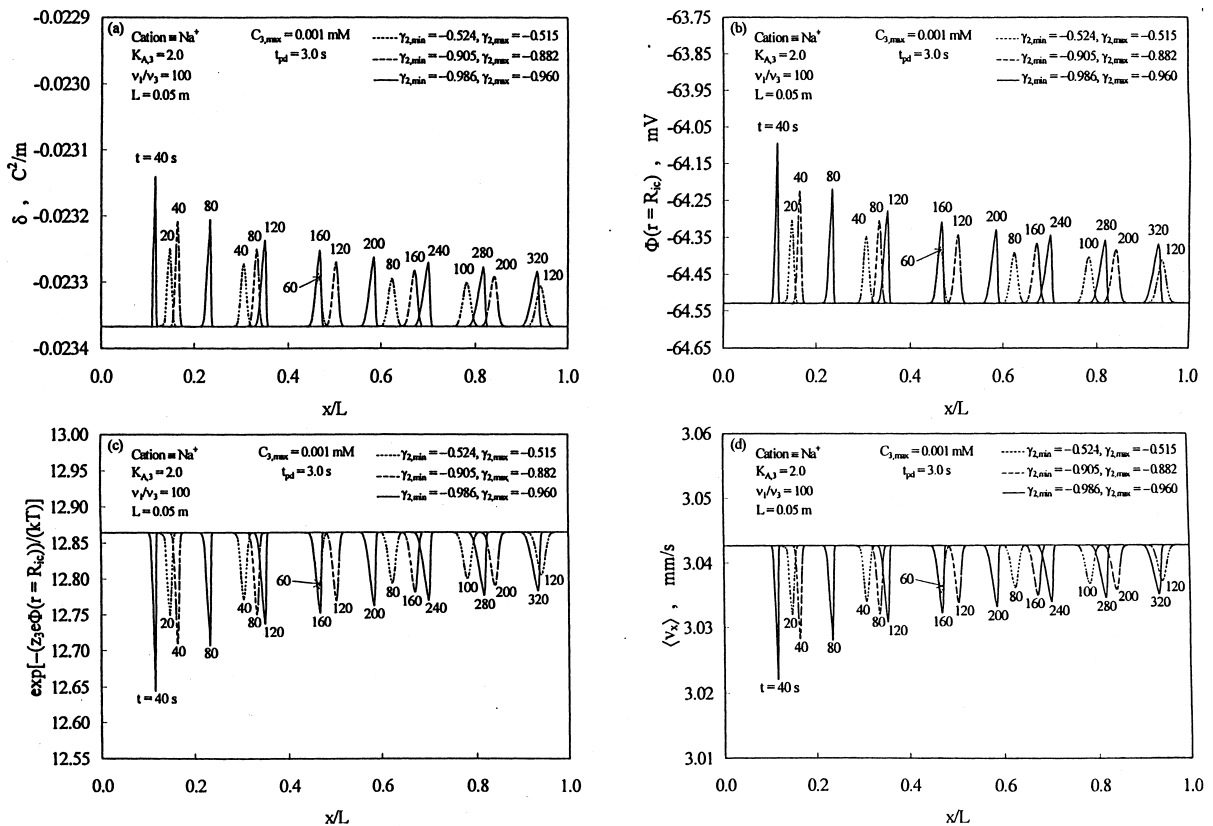 (a)
Cation ≡ Na⁺
K_A,3 = 2.0
ν₁/ν₃ = 100
L = 0.05 m
C_3,max = 0.001 mM
t_pd = 3.0 s
γ_2,min = −0.524, γ_2,max = −0.515
γ_2,min = −0.905, γ_2,max = −0.882
γ_2,min = −0.986, γ_2,max = −0.960
-0.0229
-0.0230
-0.0231
-0.0232
-0.0233
-0.0234
δ , C²/m
t = 40 s
20
40
80
40
80
120
160
60
120
200
80
160
240
100
280
200
320
120
0.0 0.2 0.4 0.6 0.8 1.0
x/L
(b)
Cation ≡ Na⁺
K_A,3 = 2.0
ν₁/ν₃ = 100
L = 0.05 m
C_3,max = 0.001 mM
t_pd = 3.0 s
γ_2,min = −0.524, γ_2,max = −0.515
γ_2,min = −0.905, γ_2,max = −0.882
γ_2,min = −0.986, γ_2,max = −0.960
-63.75
-63.85
-63.95
-64.05
-64.15
-64.25
-64.35
-64.45
-64.55
-64.65
Φ(r = R_ic) , mV
t = 40 s
20
40
80
40
80
120
160
60
120
200
80
160
240
100
280
200
320
120
0.0 0.2 0.4 0.6 0.8 1.0
x/L
(c)
Cation ≡ Na⁺
K_A,3 = 2.0
ν₁/ν₃ = 100
L = 0.05 m
C_3,max = 0.001 mM
t_pd = 3.0 s
γ_2,min = −0.524, γ_2,max = −0.515
γ_2,min = −0.905, γ_2,max = −0.882
γ_2,min = −0.986, γ_2,max = −0.960
13.00
12.95
12.90
12.85
12.80
12.75
12.70
12.65
12.60
12.55
exp[−(z₃eΦ(r = R_ic))/(kT)]
t = 40 s
20
40
80
40
80
120
60
160
120
200
80
160
240
100
280
200
320
120
0.0 0.2 0.4 0.6 0.8 1.0
x/L
(d)
Cation ≡ Na⁺
K_A,3 = 2.0
ν₁/ν₃ = 100
L = 0.05 m
C_3,max = 0.001 mM
t_pd = 3.0 s
γ_2,min = −0.524, γ_2,max = −0.515
γ_2,min = −0.905, γ_2,max = −0.882
γ_2,min = −0.986, γ_2,max = −0.960
3.06
3.05
3.04
3.03
3.02
3.01
⟨v_x⟩ , mm/s
t = 40 s
20
40
80
40
80
120
60
160
120
200
80
160
240
100
280
200
320
120
0.0 0.2 0.4 0.6 0.8 1.0
x/L